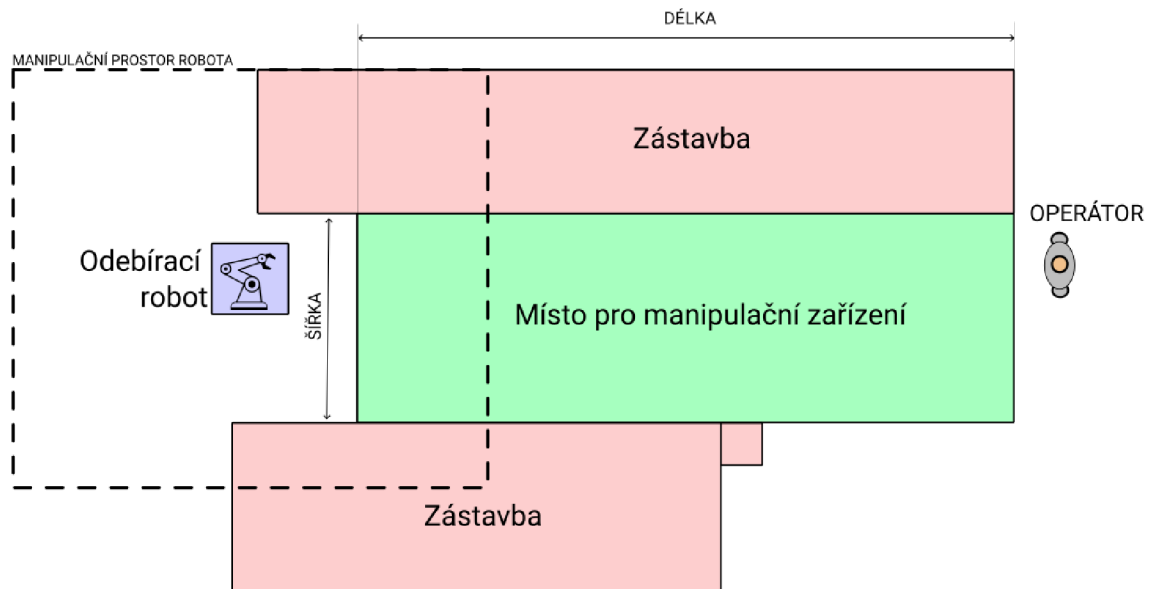 DÉLKA
MANIPULAČNÍ PROSTOR ROBOTA
Zástavba
OPERÁTOR
Odebírací
robot
ŠÍŘKA
Místo pro manipulační zařízení
Zástavba